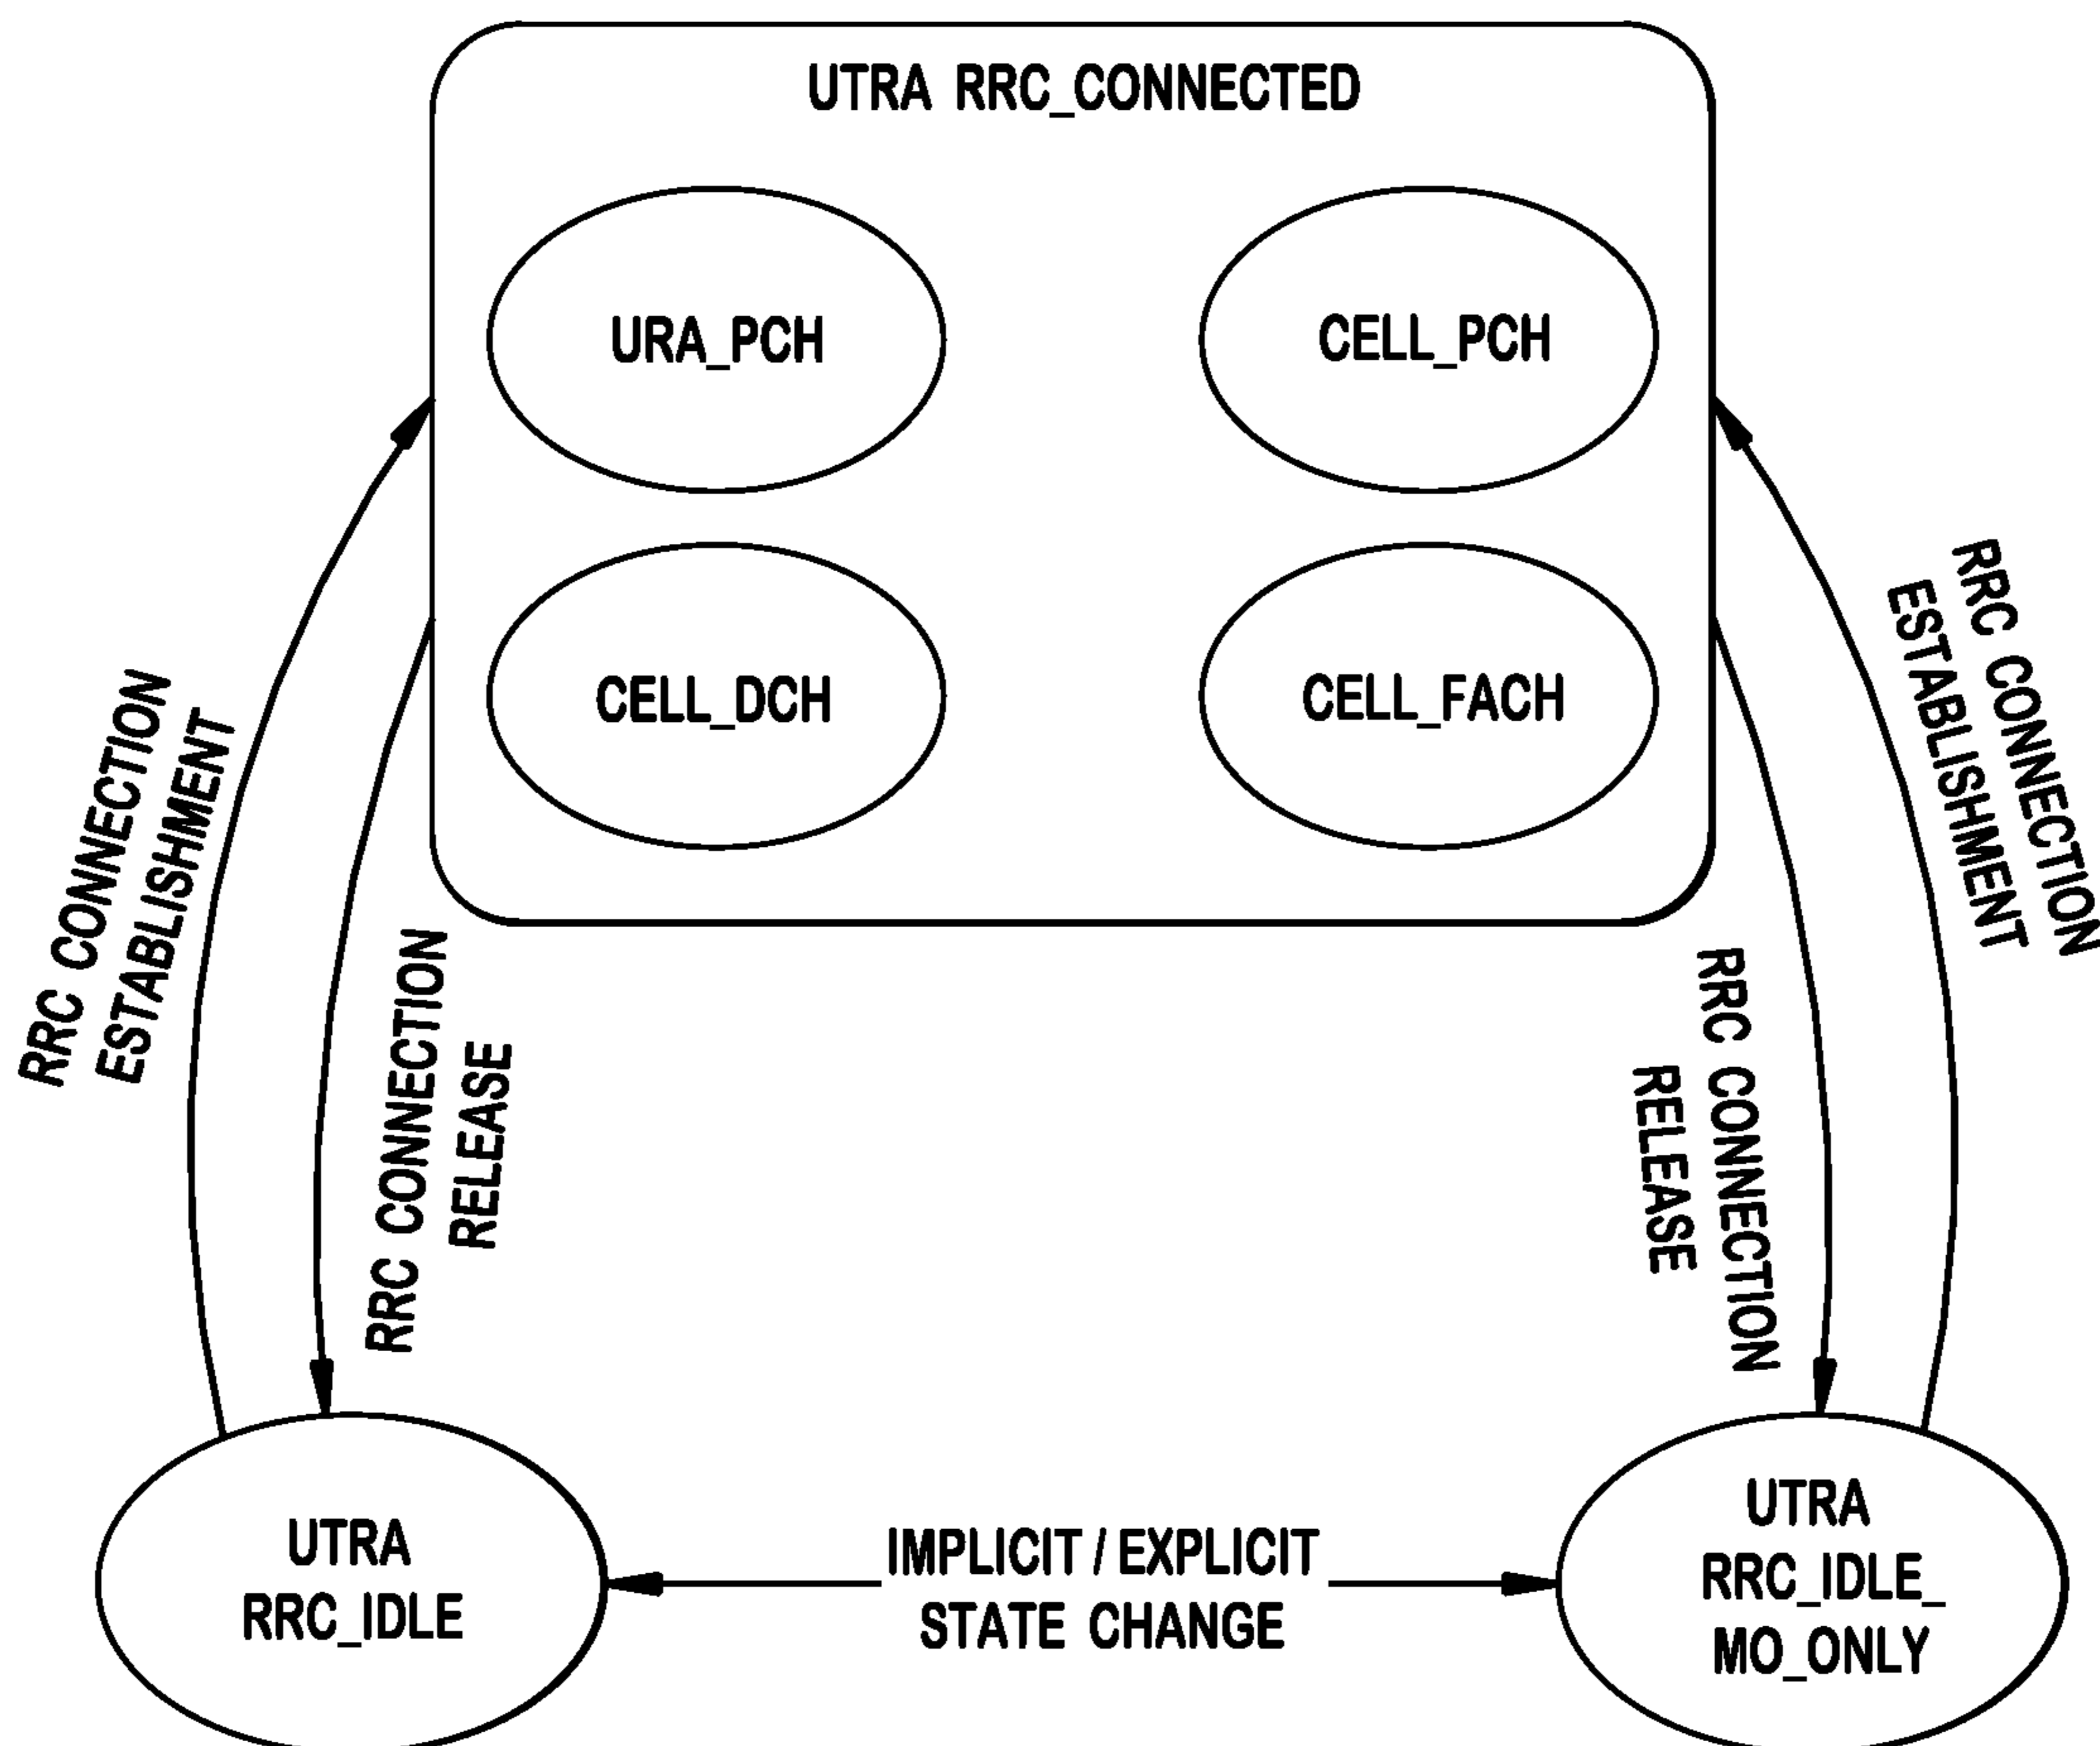 UTRA RRC_CONNECTED
URA_PCH
CELL_PCH
CELL_DCH
CELL_FACH
RRC CONNECTION
ESTABLISHMENT
RRC CONNECTION
RELEASE
RRC CONNECTION
RELEASE
RRC CONNECTION
ESTABLISHMENT
UTRA
RRC_IDLE
IMPLICIT / EXPLICIT
STATE CHANGE
UTRA
RRC_IDLE_
MO_ONLY